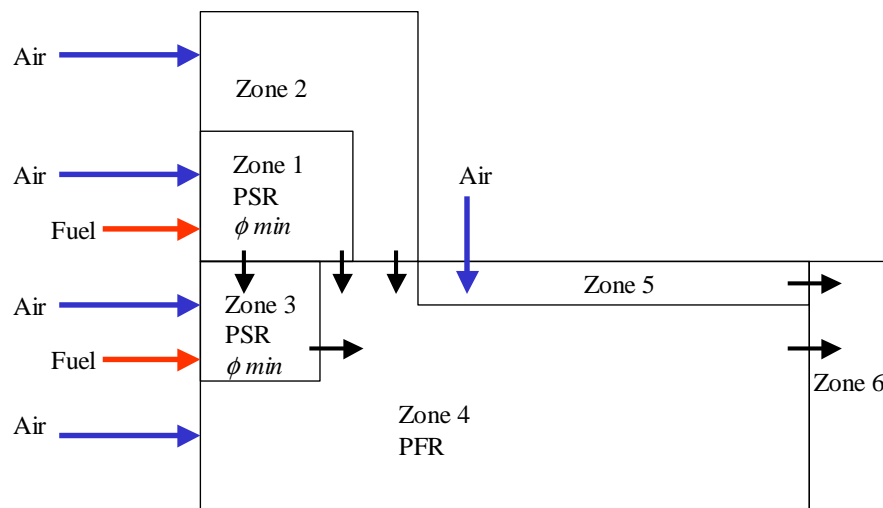 Air
Zone 2
Air
Zone 1
PSR
ϕ min
Fuel
Air
Air
Zone 3
PSR
ϕ min
Fuel
Zone 5
Air
Zone 4
PFR
Zone 6